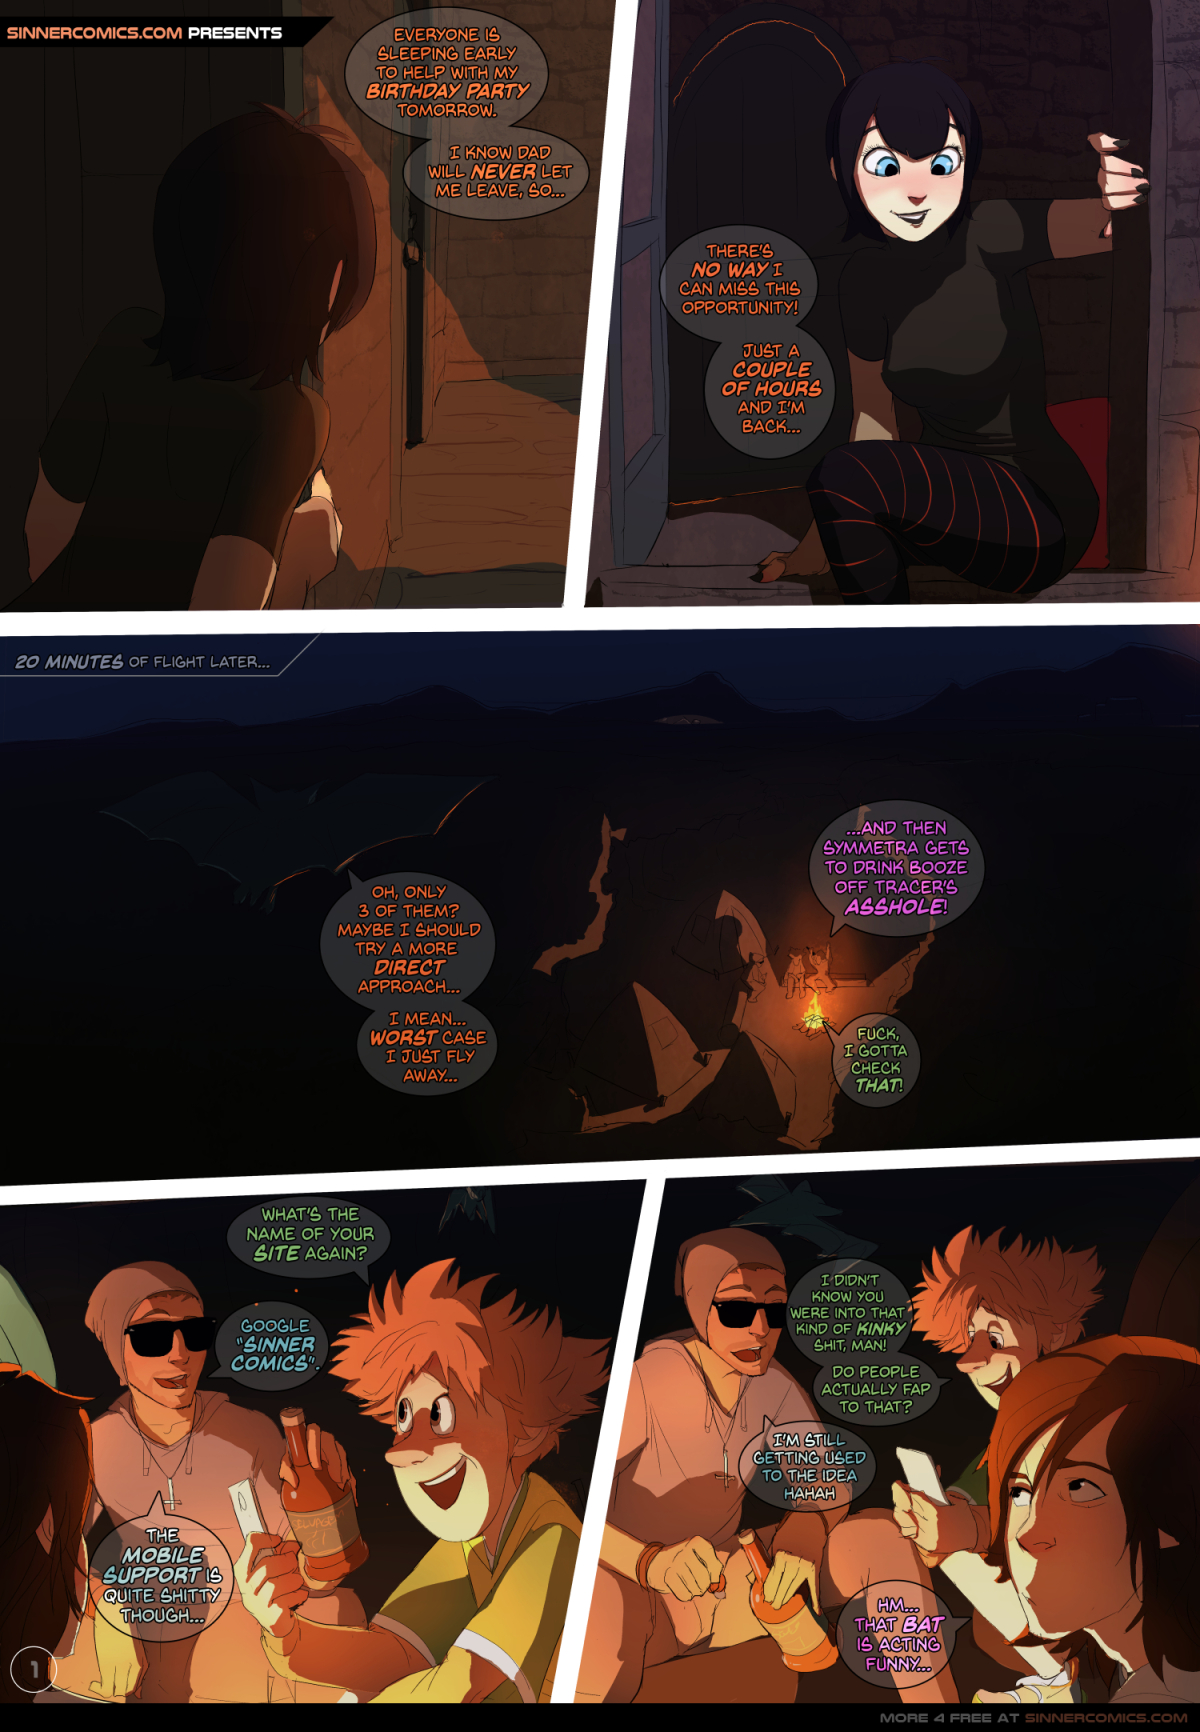 SINNERCOMICS.COM PRESENTS
EVERYONE IS
SLEEPING EARLY
TO HELP WITH MY
BIRTHDAY PARTY
TOMORROW.
I KNOW DAD
WILL NEVER LET
ME LEAVE, SO...
THERE'S
NO WAY I
CAN MISS THIS
OPPORTUNITY!
JUST A
COUPLE
OF HOURS
AND I'M
BACK...
20 MINUTES OF FLIGHT LATER...
...AND THEN
SYMMETRA GETS
TO DRINK BOOZE
OFF TRACER'S
ASSHOLE!
OH, ONLY
3 OF THEM?
MAYBE I SHOULD
TRY A MORE
DIRECT
APPROACH...
I MEAN...
WORST CASE
I JUST FLY
AWAY...
FUCK,
I GOTTA
CHECK
THAT!
WHAT'S THE
NAME OF YOUR
SITE AGAIN?
GOOGLE
"SINNER
COMICS".
THE
MOBILE
SUPPORT IS
QUITE SHITTY
THOUGH...
I DIDN'T
KNOW YOU
WERE INTO THAT
KIND OF KINKY
SHIT, MAN!
DO PEOPLE
ACTUALLY FAP
TO THAT?
I'M STILL
GETTING USED
TO THE IDEA
HAHAH
HM...
THAT BAT
IS ACTING
FUNNY...
1
MORE 4 FREE AT SINNERCOMICS.COM